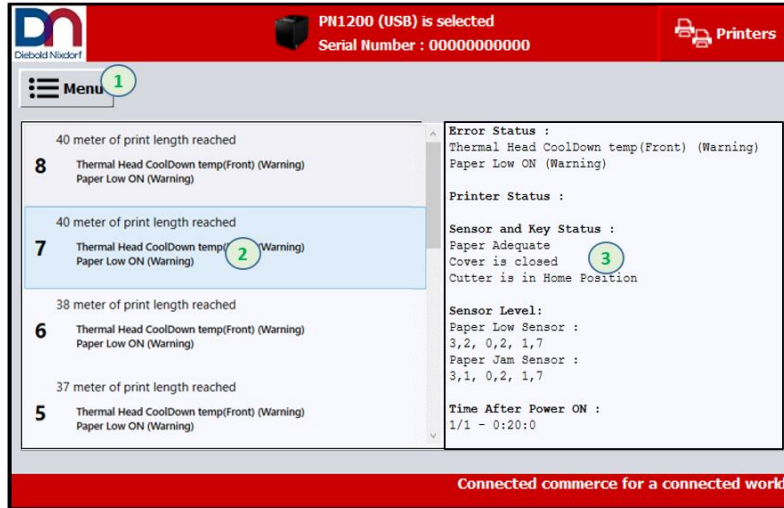 DN
Diebold Nixdorf
PN1200 (USB) is selected
Serial Number : 00000000000
Printers
Menu
1
40 meter of print length reached
8
Thermal Head CoolDown temp(Front) (Warning)
Paper Low ON (Warning)
40 meter of print length reached
7
Thermal Head CoolDown temp( (Warning)
Paper Low ON (Warning)
2
38 meter of print length reached
6
Thermal Head CoolDown temp(Front) (Warning)
Paper Low ON (Warning)
37 meter of print length reached
5
Thermal Head CoolDown temp(Front) (Warning)
Paper Low ON (Warning)
Error Status :
Thermal Head CoolDown temp(Front) (Warning)
Paper Low ON (Warning)
Printer Status :
Sensor and Key Status :
Paper Adequate
Cover is closed
3
Cutter is in Home Position
Sensor Level:
Paper Low Sensor :
3,2, 0,2, 1,7
Paper Jam Sensor :
3,1, 0,2, 1,7
Time After Power ON :
1/1 - 0:20:0
Connected commerce for a connected world